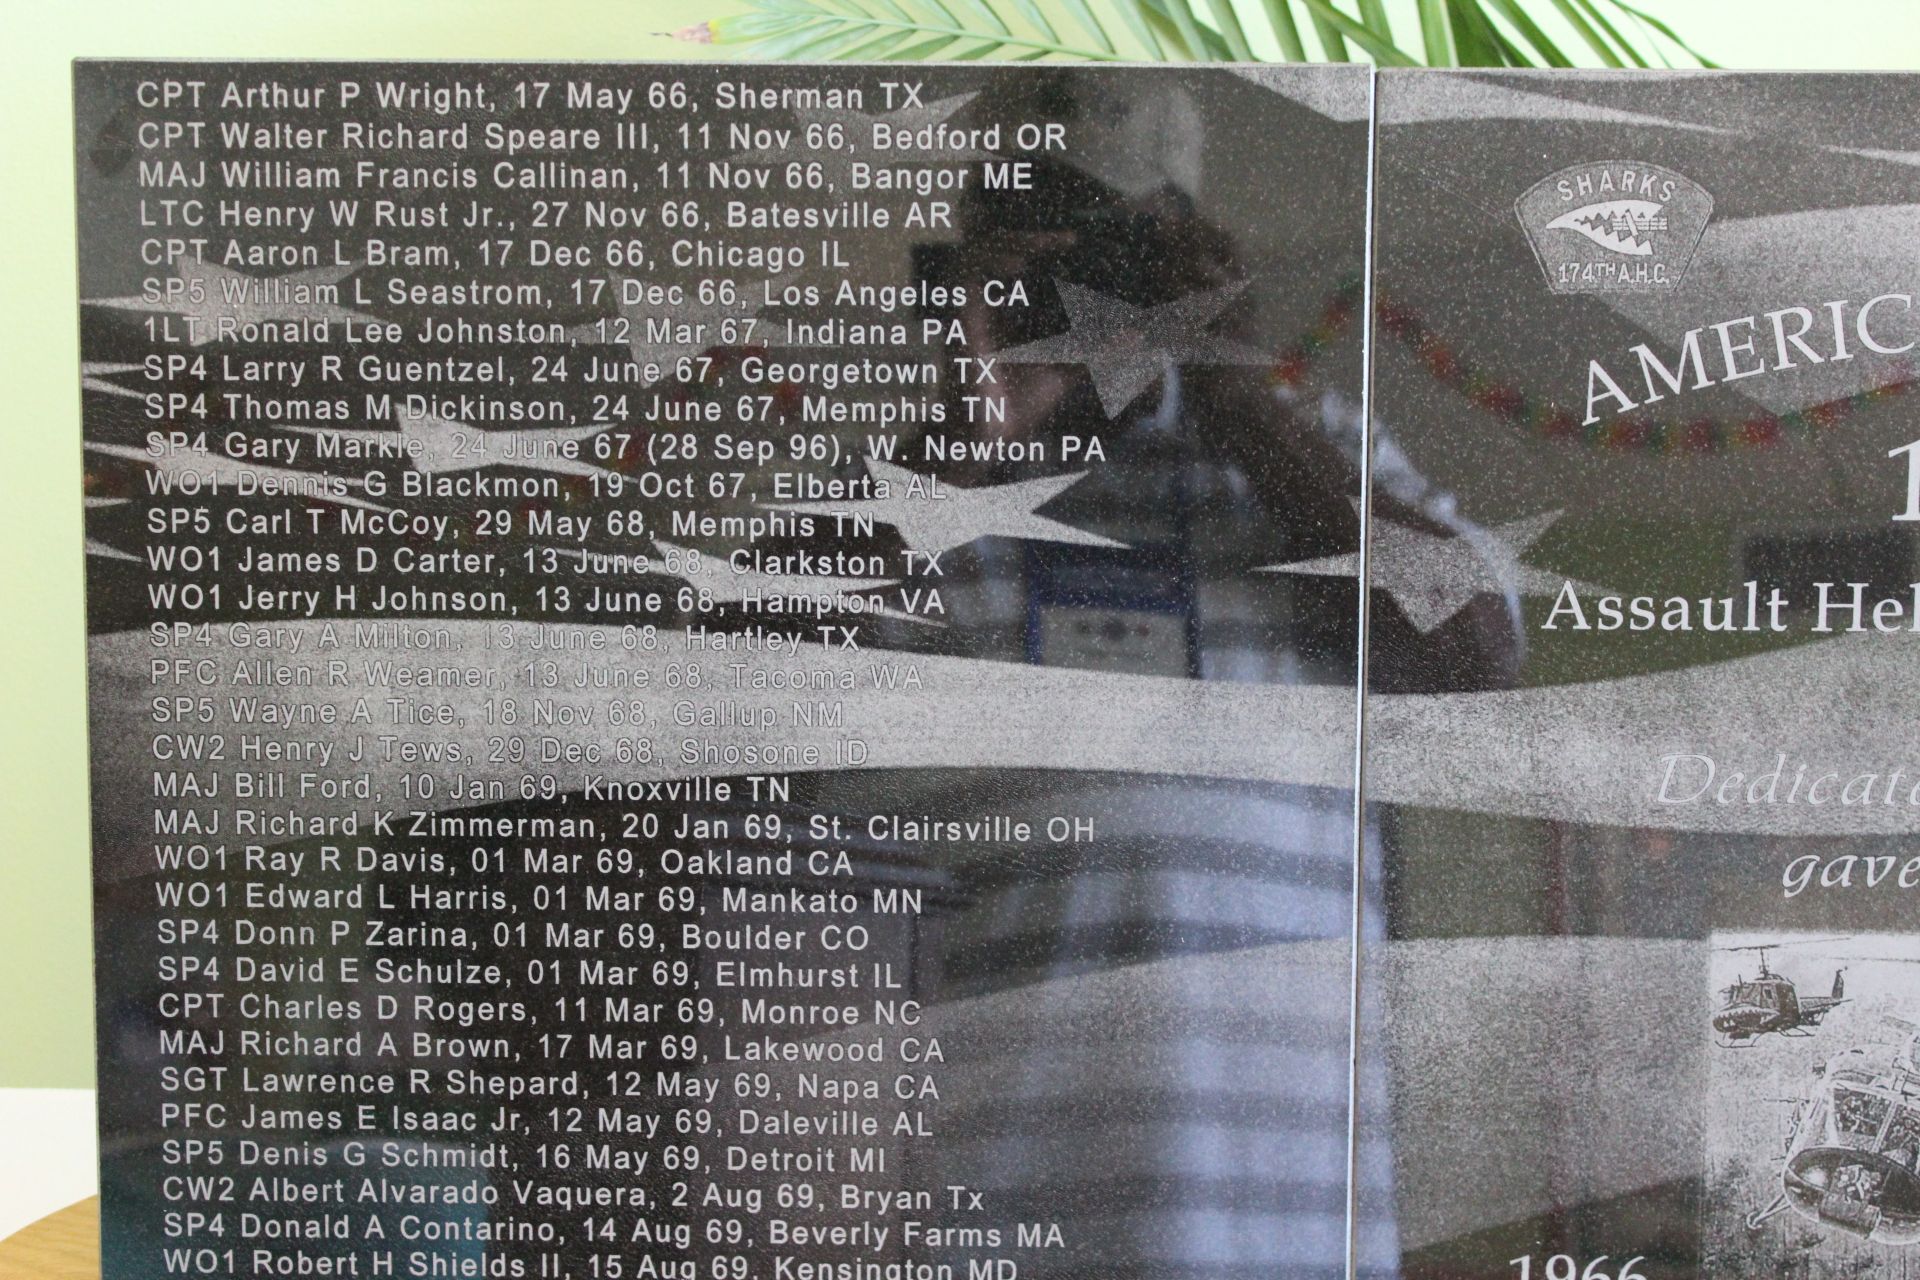 CPT Arthur P Wright, 17 May 66, Sherman TX
CPT Walter Richard Speare III, 11 Nov 66, Bedford OR
MAJ William Francis Callinan, 11 Nov 66, Bangor ME
LTC Henry W Rust Jr., 27 Nov 66, Batesville AR
CPT Aaron L Bram, 17 Dec 66, Chicago IL
SP5 William L Seastrom, 17 Dec 66, Los Angeles CA
1LT Ronald Lee Johnston, 12 Mar 67, Indiana PA
SP4 Larry R Guentzel, 24 June 67, Georgetown TX
SP4 Thomas M Dickinson, 24 June 67, Memphis TN
SP4 Gary Markle, 24 June 67 (28 Sep 96), W. Newton PA
WO1 Dennis G Blackmon, 19 Oct 67, Elberta AL
SP5 Carl T McCoy, 29 May 68, Memphis TN
WO1 James D Carter, 13 June 68, Clarkston TX
WO1 Jerry H Johnson, 13 June 68, Hampton VA
SP4 Gary A Milton, 13 June 68, Hartley TX
PFC Allen R Weamer, 13 June 68, Tacoma WA
SP5 Wayne A Tice, 18 Nov 68, Gallup NM
CW2 Henry J Tews, 29 Dec 68, Shosone ID
MAJ Bill Ford, 10 Jan 69, Knoxville TN
MAJ Richard K Zimmerman, 20 Jan 69, St. Clairsville OH
WO1 Ray R Davis, 01 Mar 69, Oakland CA
WO1 Edward L Harris, 01 Mar 69, Mankato MN
SP4 Donn P Zarina, 01 Mar 69, Boulder CO
SP4 David E Schulze, 01 Mar 69, Elmhurst IL
CPT Charles D Rogers, 11 Mar 69, Monroe NC
MAJ Richard A Brown, 17 Mar 69, Lakewood CA
SGT Lawrence R Shepard, 12 May 69, Napa CA
PFC James E Isaac Jr, 12 May 69, Daleville AL
SP5 Denis G Schmidt, 16 May 69, Detroit MI
CW2 Albert Alvarado Vaquera, 2 Aug 69, Bryan Tx
SP4 Donald A Contarino, 14 Aug 69, Beverly Farms MA
WO1 Robert H Shields II, 15 Aug 69, Kensington MD
SHARKS
174TH A.H.C.
AMERIC
1
Assault Hel
Dedicat
gave
1966